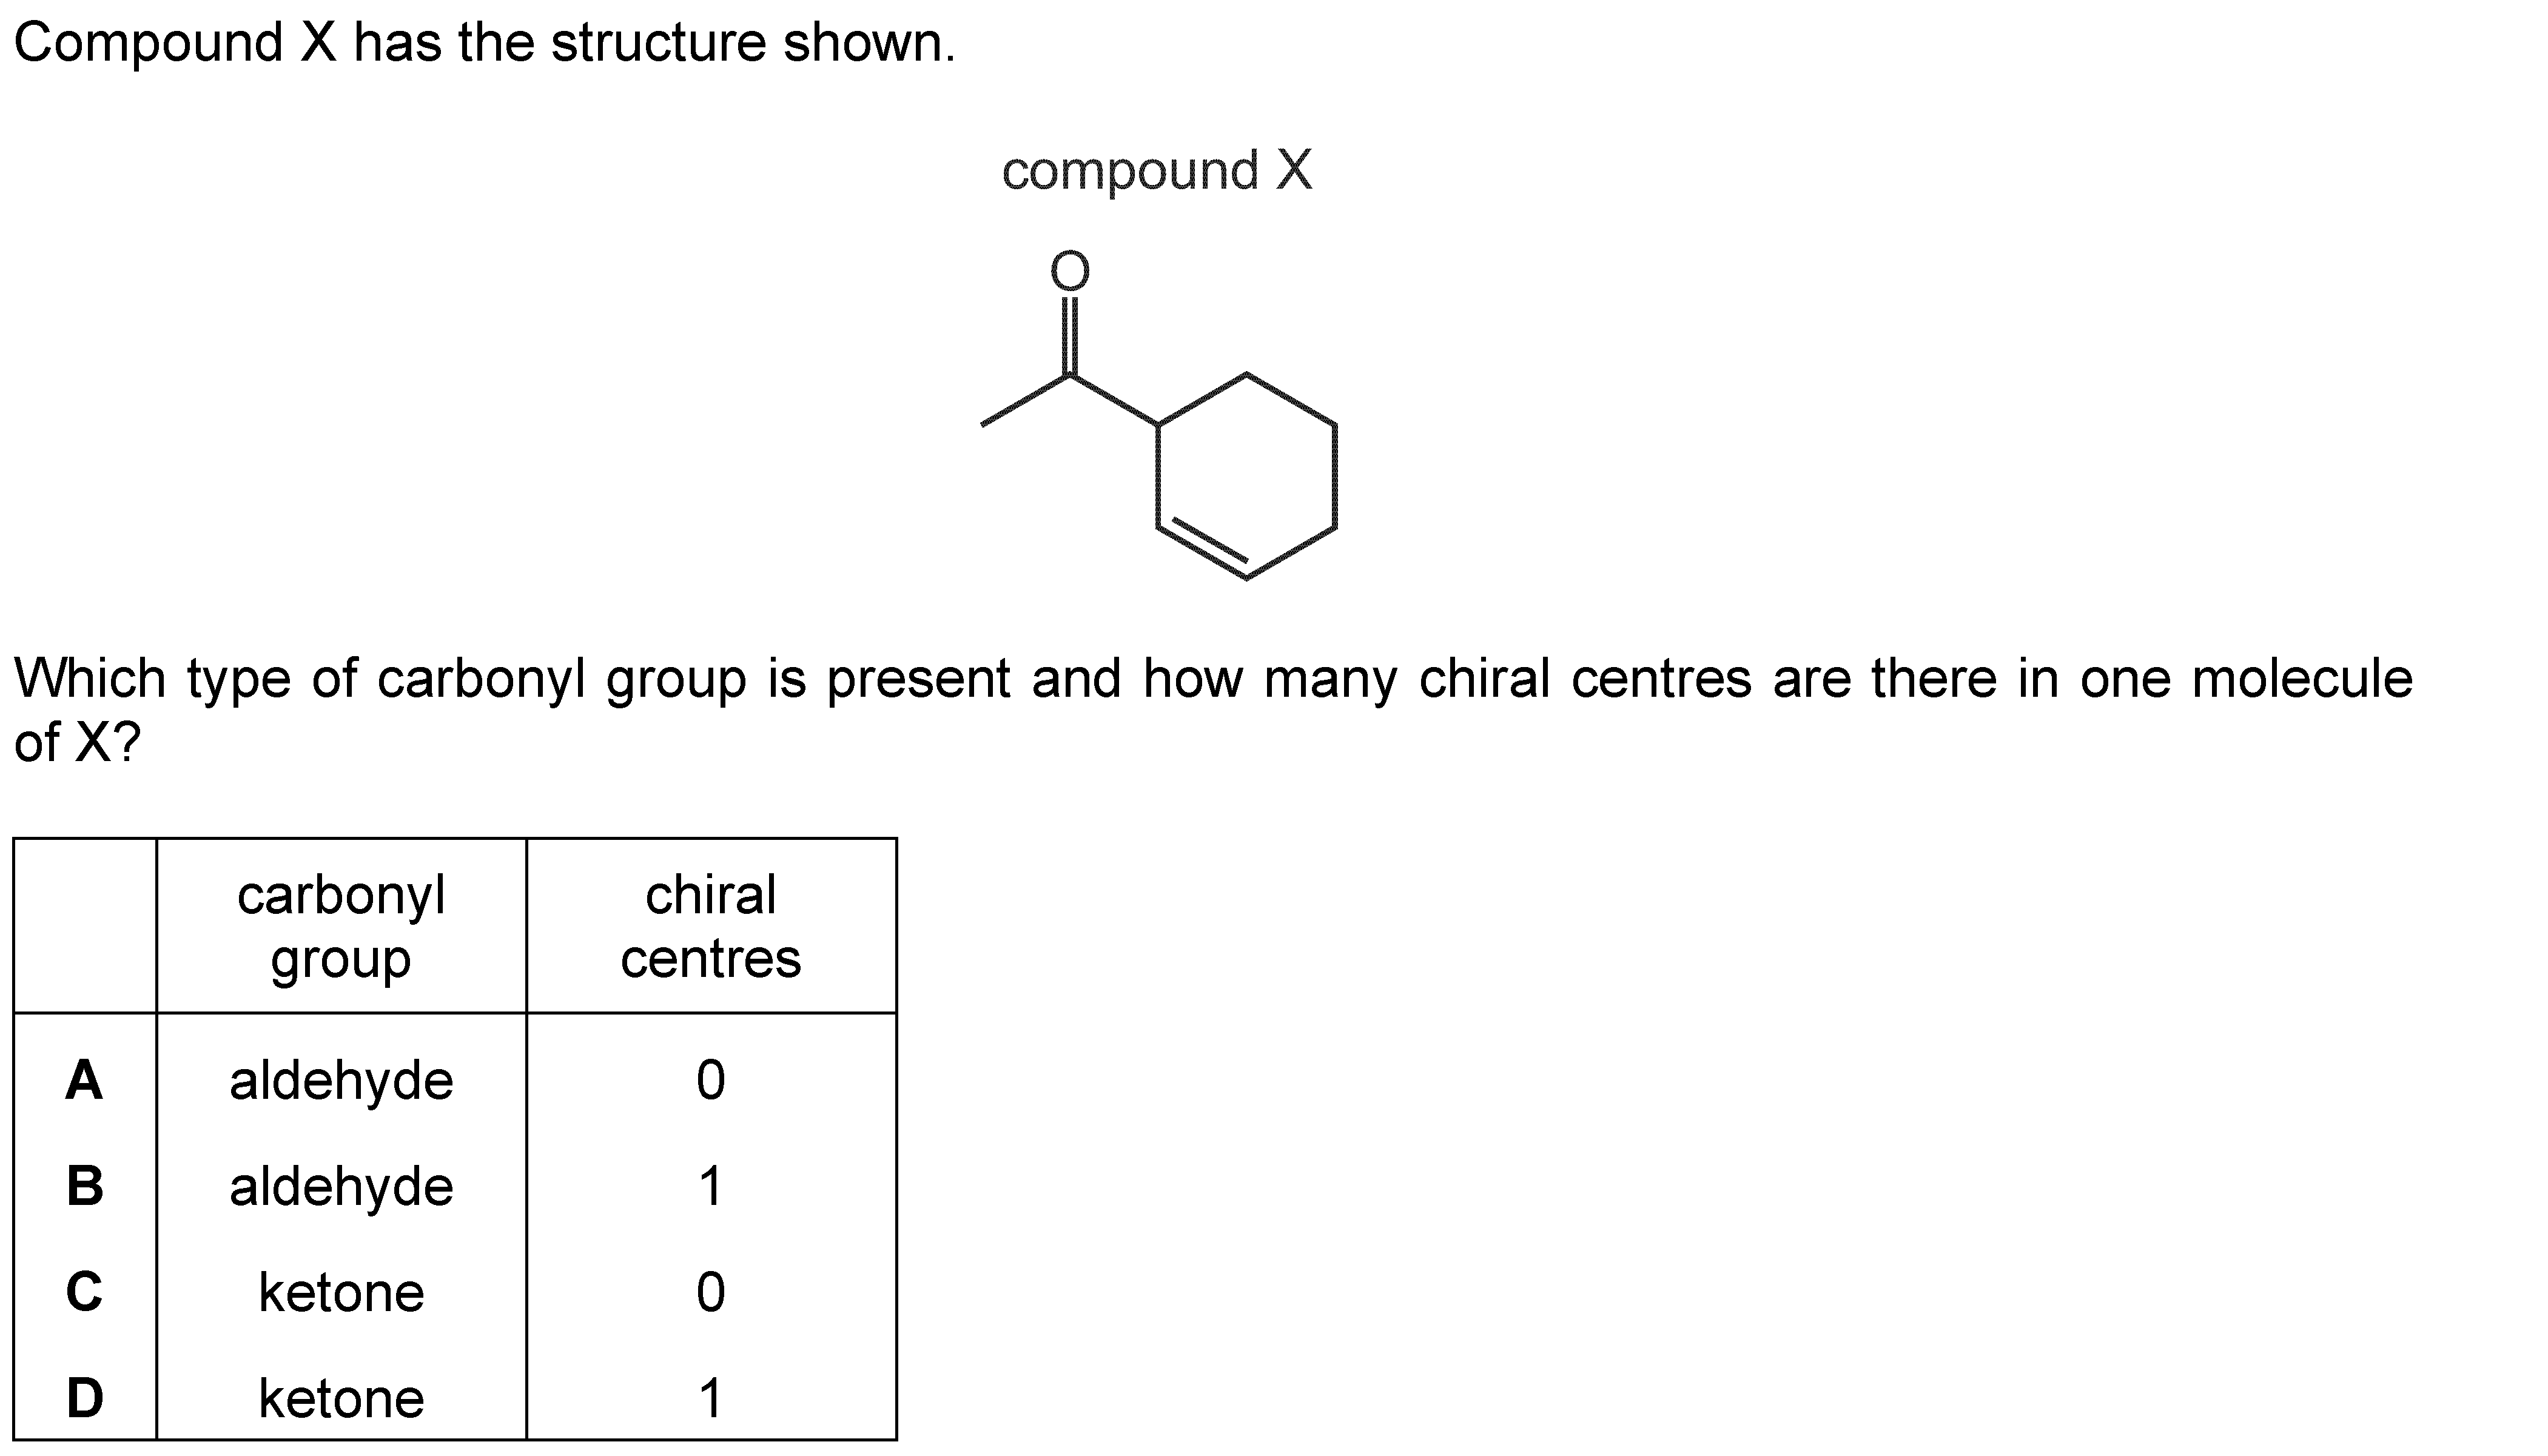 Compound X has the structure shown.
compound X
O
Which type of carbonyl group is present and how many chiral centres are there in one molecule
of X?
carbonyl group chiral centres
A aldehyde 0
B aldehyde 1
C ketone 0
D ketone 1